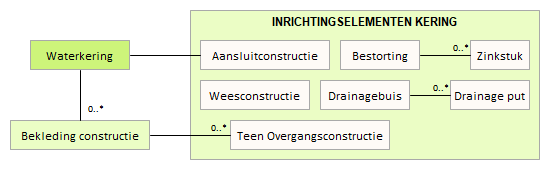 INRICHTINGSELEMENTEN KERING
Waterkering
Aansluitconstructie
Bestorting
0..*
Zinkstuk
Weesconstructie
Drainagebuis
0..*
Drainage put
0..*
Bekleding constructie
0..*
Teen Overgangsconstructie